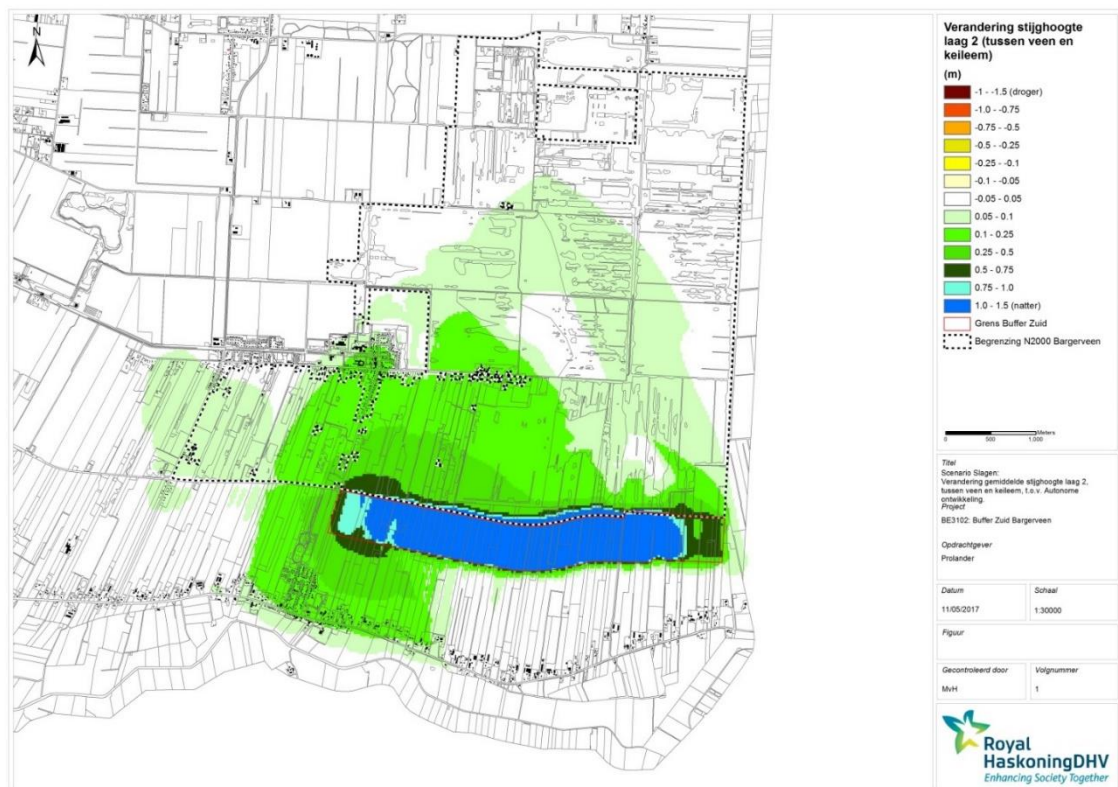 N
Verandering stijghoogte
laag 2 (tussen veen en
keileem)
(m)
-1 - -1.5 (droger)
-1.0 - -0.75
-0.75 - -0.5
-0.5 - -0.25
-0.25 - -0.1
-0.1 - -0.05
-0.05 - 0.05
0.05 - 0.1
0.1 - 0.25
0.25 - 0.5
0.5 - 0.75
0.75 - 1.0
1.0 - 1.5 (natter)
Grens Buffer Zuid
Begrenzing N2000 Bargerveen
Meters
0 500 1.000
Titel
Scenario Slagen:
Verandering gemiddelde stijghoogte laag 2,
tussen veen en keileem, t.o.v. Autonome
ontwikkeling.
Project
BE3102: Buffer Zuid Bargerveen
Opdrachtgever
Prolander
Datum Schaal
11/05/2017 1:30000
Figuur
Gecontroleerd door Volgnummer
MvH 1
Royal
HaskoningDHV
Enhancing Society Together